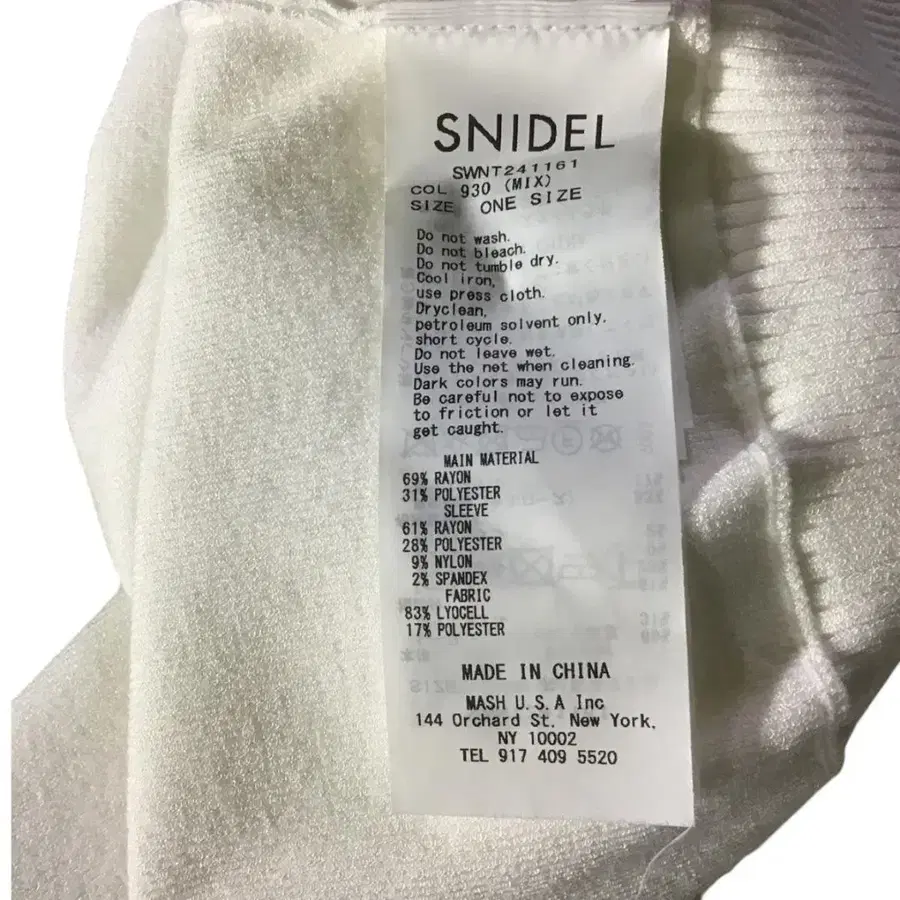 SNIDEL
SWNT241161
COL 930 (MIX)
SIZE ONE SIZE
Do not wash.
Do not bleach.
Do not tumble dry.
Cool iron,
use press cloth.
Dryclean,
petroleum solvent only.
short cycle.
Do not leave wet.
Use the net when cleaning.
Dark colors may run.
Be careful not to expose
to friction or let it
get caught.
MAIN MATERIAL
69% RAYON
31% POLYESTER
SLEEVE
61% RAYON
28% POLYESTER
9% NYLON
2% SPANDEX
FABRIC
83% LYOCELL
17% POLYESTER
MADE IN CHINA
MASH U.S.A Inc
144 Orchard St. New York,
NY 10002
TEL 917 409 5520